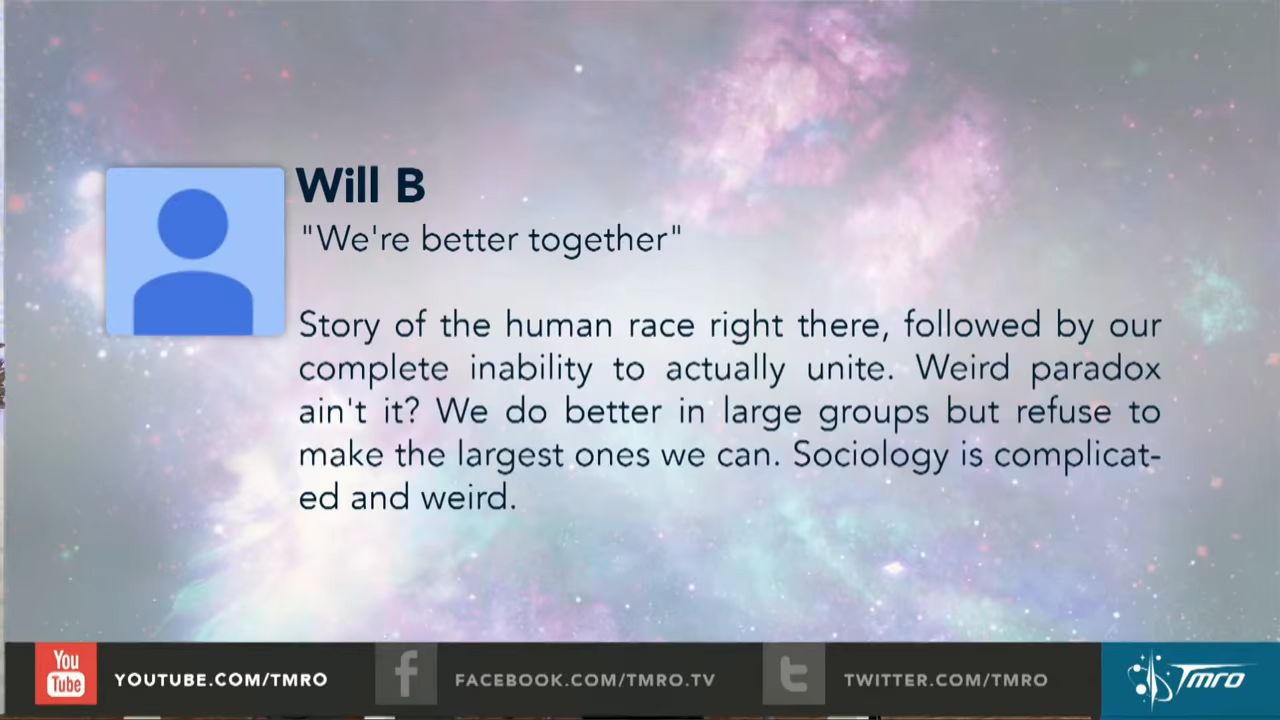 Will B
"We're better together"
Story of the human race right there, followed by our
complete inability to actually unite. Weird paradox
ain't it? We do better in large groups but refuse to
make the largest ones we can. Sociology is complicat-
ed and weird.
You
Tube
YOUTUBE.COM/TMRO
f
FACEBOOK.COM/TMRO.TV
t
TWITTER.COM/TMRO
Tmro